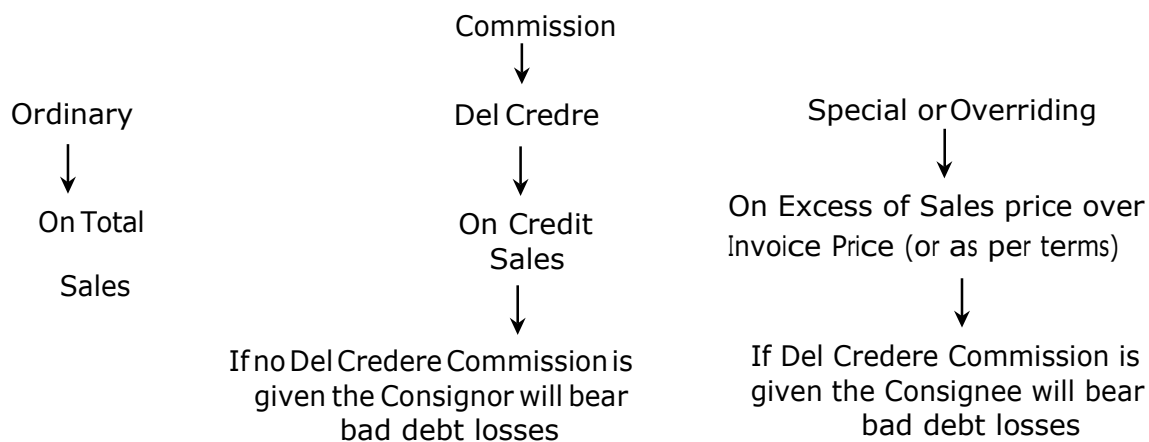 Commission
Ordinary
Del Credre
Special or Overriding
On Total
Sales
On Credit
Sales
On Excess of Sales price over
Invoice Price (or as per terms)
If no Del Credere Commission is
given the Consignor will bear
bad debt losses
If Del Credere Commission is
given the Consignee will bear
bad debt losses